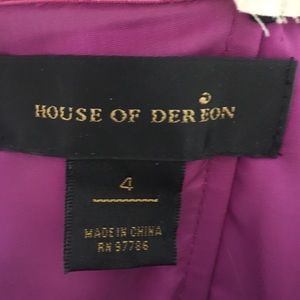 HOUSE OF DEREON
4
MADE IN CHINA
RN 97786